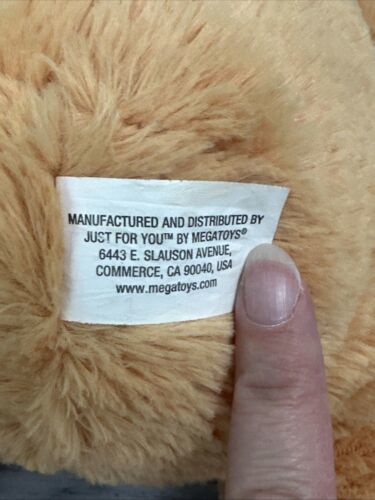 MANUFACTURED AND DISTRIBUTED BY
JUST FOR YOU™ BY MEGATOYS®
6443 E. SLAUSON AVENUE,
COMMERCE, CA 90040, USA
www.megatoys.com